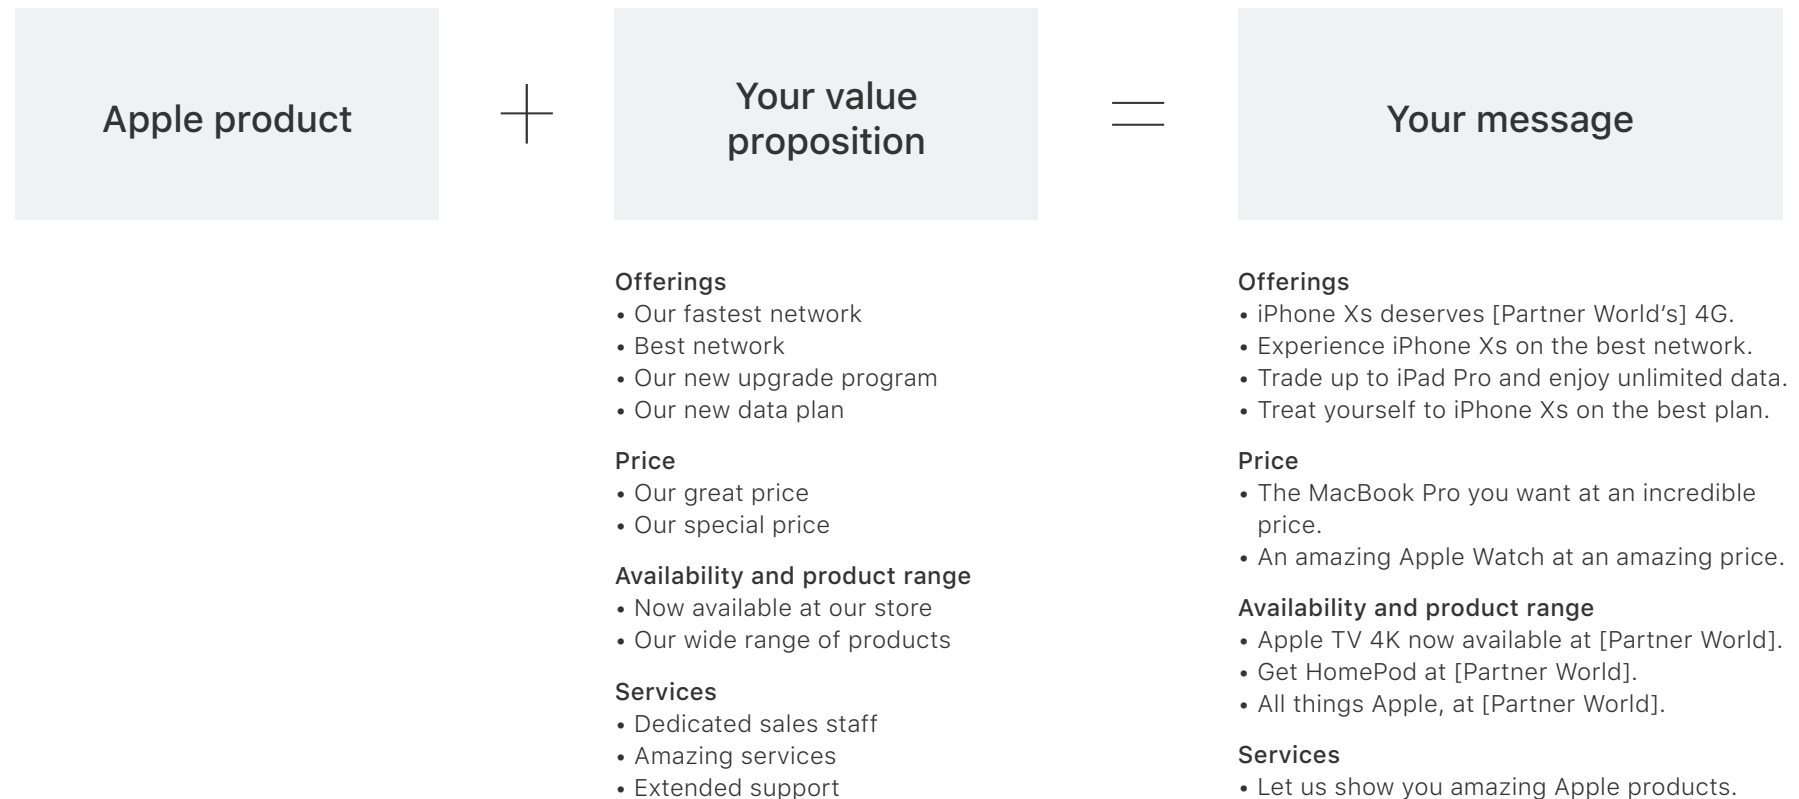 Apple product
+
Your value
proposition
=
Your message
Offerings
• Our fastest network
• Best network
• Our new upgrade program
• Our new data plan
Price
• Our great price
• Our special price
Availability and product range
• Now available at our store
• Our wide range of products
Services
• Dedicated sales staff
• Amazing services
• Extended support
Offerings
• iPhone Xs deserves [Partner World’s] 4G.
• Experience iPhone Xs on the best network.
• Trade up to iPad Pro and enjoy unlimited data.
• Treat yourself to iPhone Xs on the best plan.
Price
• The MacBook Pro you want at an incredible
price.
• An amazing Apple Watch at an amazing price.
Availability and product range
• Apple TV 4K now available at [Partner World].
• Get HomePod at [Partner World].
• All things Apple, at [Partner World].
Services
• Let us show you amazing Apple products.